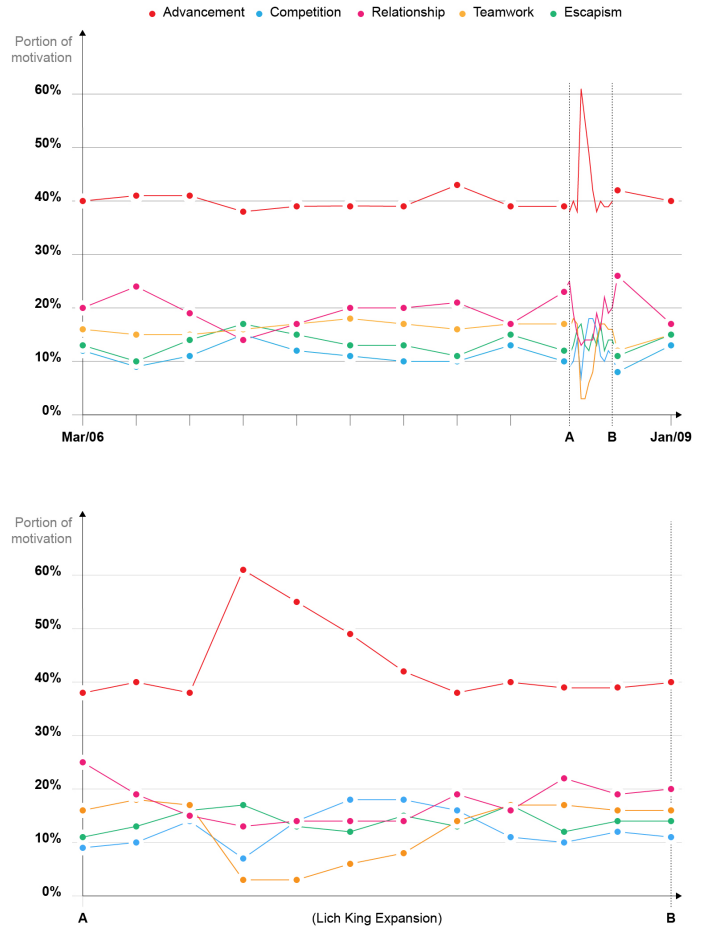 Advancement Competition Relationship Teamwork Escapism
Portion of
motivation
60%
50%
40%
30%
20%
10%
0%
Mar/06 A B Jan/09
Portion of
motivation
60%
50%
40%
30%
20%
10%
0%
A (Lich King Expansion) B